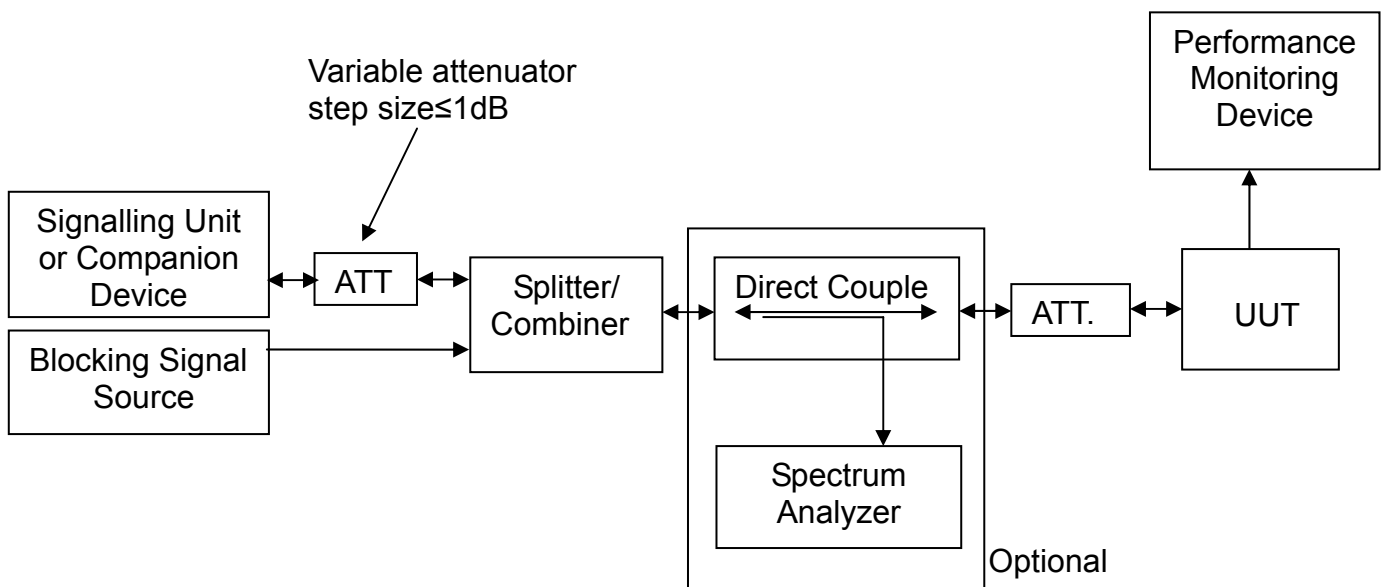 Performance
Monitoring
Device
Variable attenuator
step size≤1dB
Signalling Unit
or Companion
Device
ATT
Splitter/
Combiner
Direct Couple
ATT.
UUT
Blocking Signal
Source
Spectrum
Analyzer
Optional